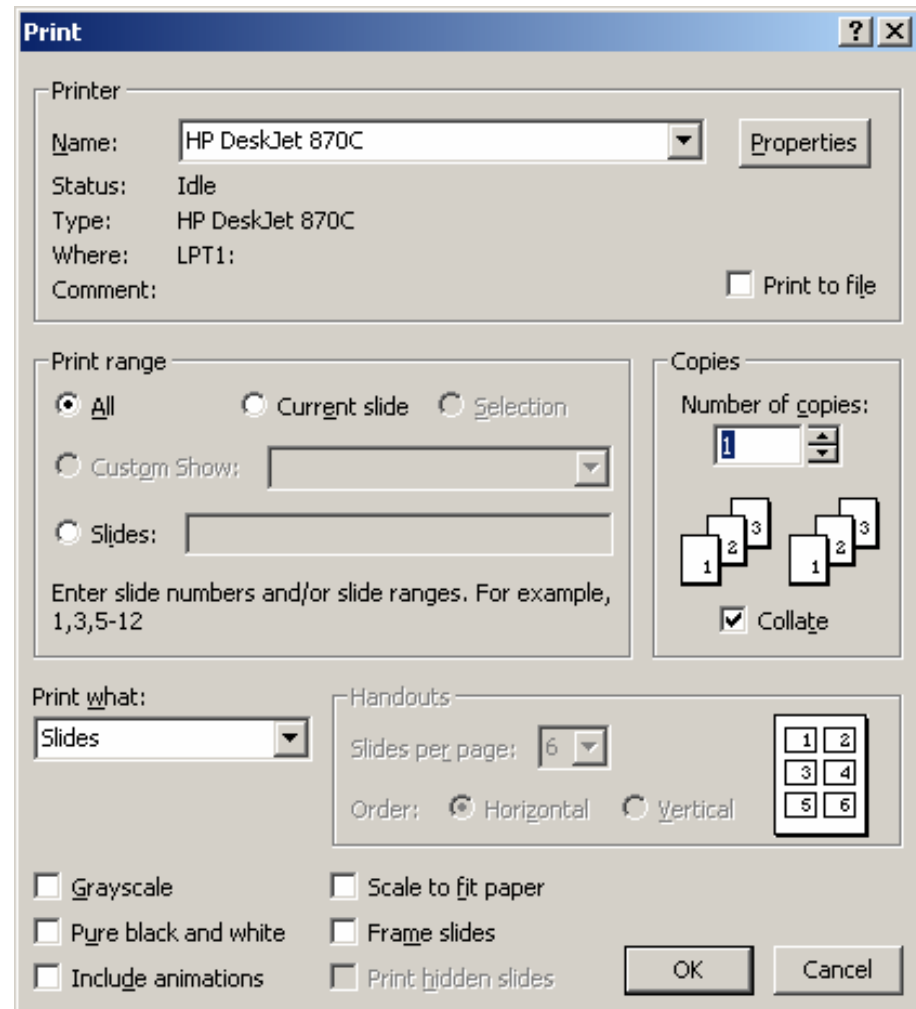 Print
Printer
Name: HP DeskJet 870C Properties
Status: Idle
Type: HP DeskJet 870C
Where: LPT1:
Comment: Print to file
Print range
All Current slide Selection
Custom Show:
Slides:
Enter slide numbers and/or slide ranges. For example,
1,3,5-12
Copies
Number of copies:
1
1 2 3 1 2 3
Collate
Print what:
Slides
Handouts
Slides per page: 6
Order: Horizontal Vertical
1 2
3 4
5 6
Grayscale Scale to fit paper
Pure black and white Frame slides
Include animations Print hidden slides
OK Cancel